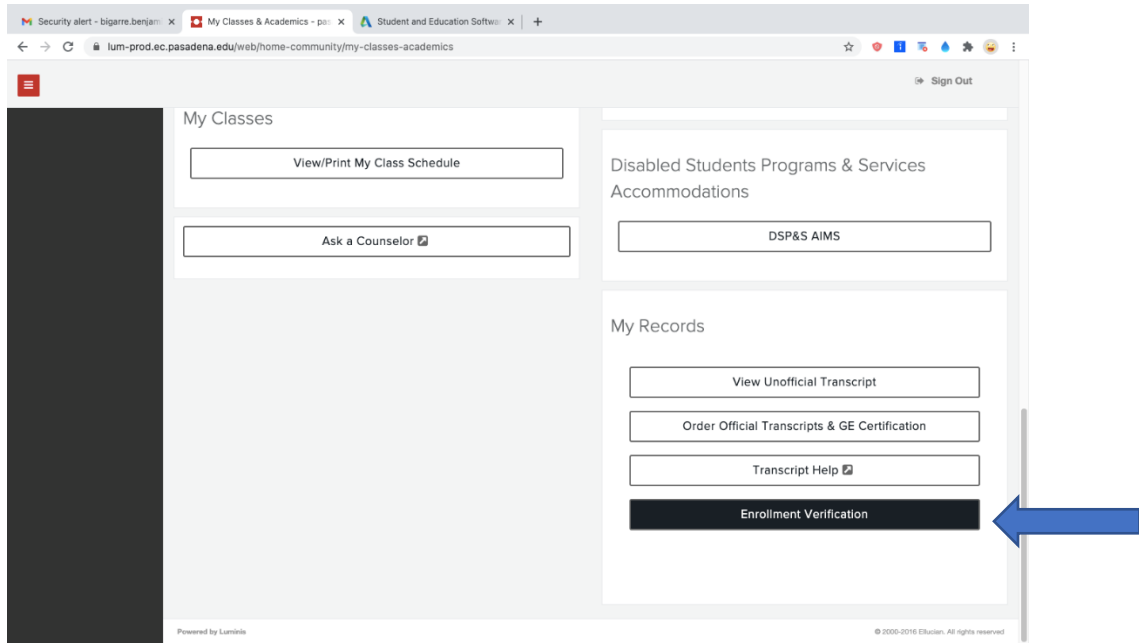 Security alert - bigarre.benjam
My Classes & Academics - pas
Student and Education Softwar
lum-prod.ec.pasadena.edu/web/home-community/my-classes-academics
Sign Out
My Classes
View/Print My Class Schedule
Ask a Counselor
Disabled Students Programs & Services
Accommodations
DSP&S AIMS
My Records
View Unofficial Transcript
Order Official Transcripts & GE Certification
Transcript Help
Enrollment Verification
Powered by Luminis
© 2000-2016 Ellucian. All rights reserved